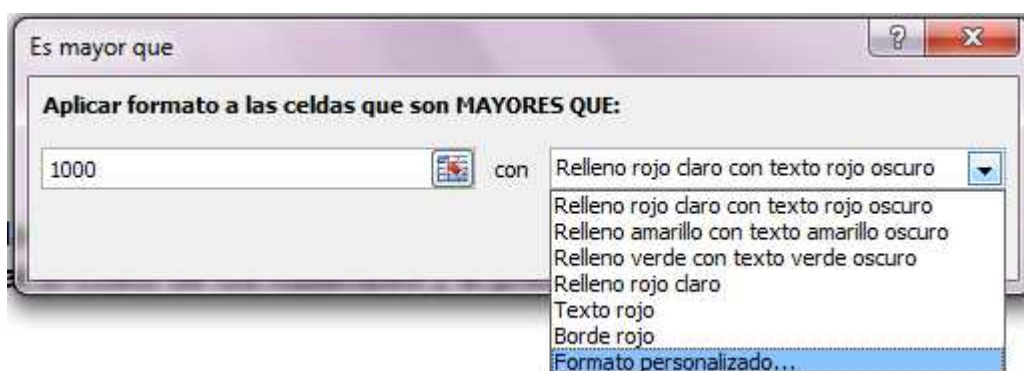 Es mayor que
Aplicar formato a las celdas que son MAYORES QUE:
1000 con Relleno rojo claro con texto rojo oscuro
Relleno rojo claro con texto rojo oscuro
Relleno amarillo con texto amarillo oscuro
Relleno verde con texto verde oscuro
Relleno rojo claro
Texto rojo
Borde rojo
Formato personalizado...